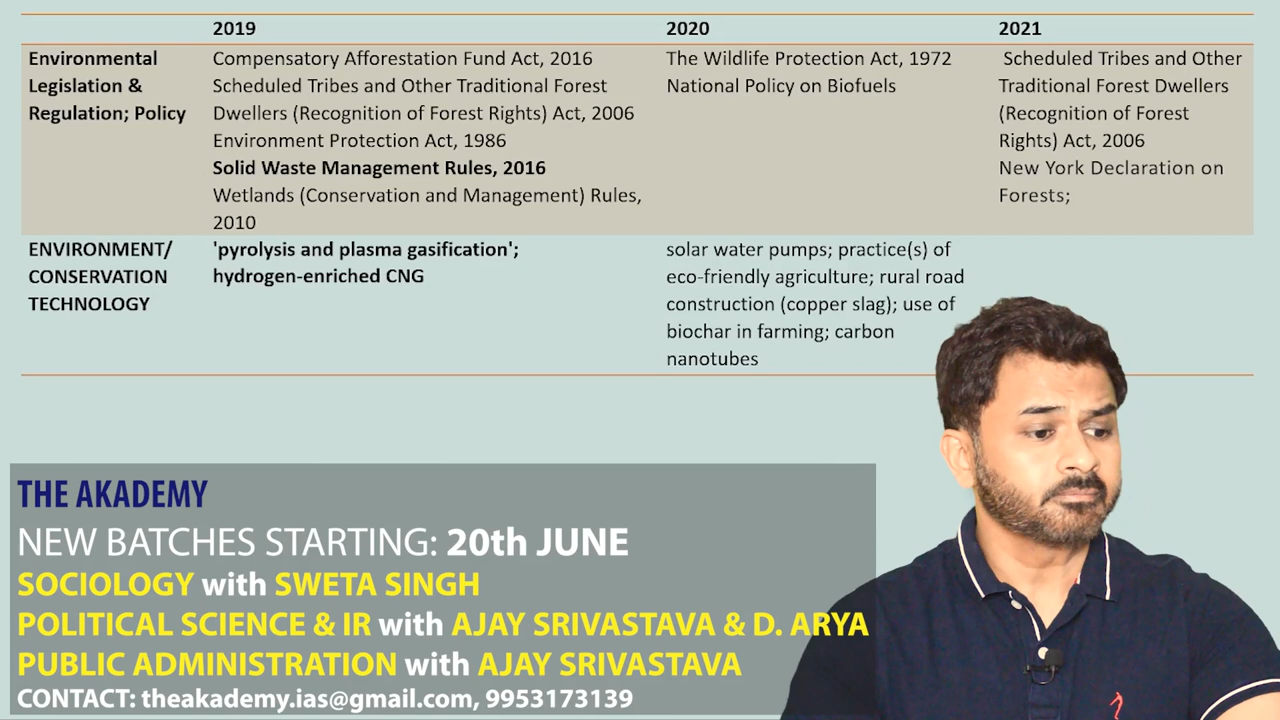 2019 2020 2021
Environmental Legislation & Regulation; Policy
Compensatory Afforestation Fund Act, 2016
Scheduled Tribes and Other Traditional Forest
Dwellers (Recognition of Forest Rights) Act, 2006
Environment Protection Act, 1986
Solid Waste Management Rules, 2016
Wetlands (Conservation and Management) Rules,
2010
The Wildlife Protection Act, 1972
National Policy on Biofuels
Scheduled Tribes and Other
Traditional Forest Dwellers
(Recognition of Forest
Rights) Act, 2006
New York Declaration on
Forests;
ENVIRONMENT/
CONSERVATION
TECHNOLOGY
'pyrolysis and plasma gasification';
hydrogen-enriched CNG
solar water pumps; practice(s) of
eco-friendly agriculture; rural road
construction (copper slag); use of
biochar in farming; carbon
nanotubes
THE AKADEMY
NEW BATCHES STARTING: 20th JUNE
SOCIOLOGY with SWETA SINGH
POLITICAL SCIENCE & IR with AJAY SRIVASTAVA & D. ARYA
PUBLIC ADMINISTRATION with AJAY SRIVASTAVA
CONTACT: theakademy.ias@gmail.com, 9953173139